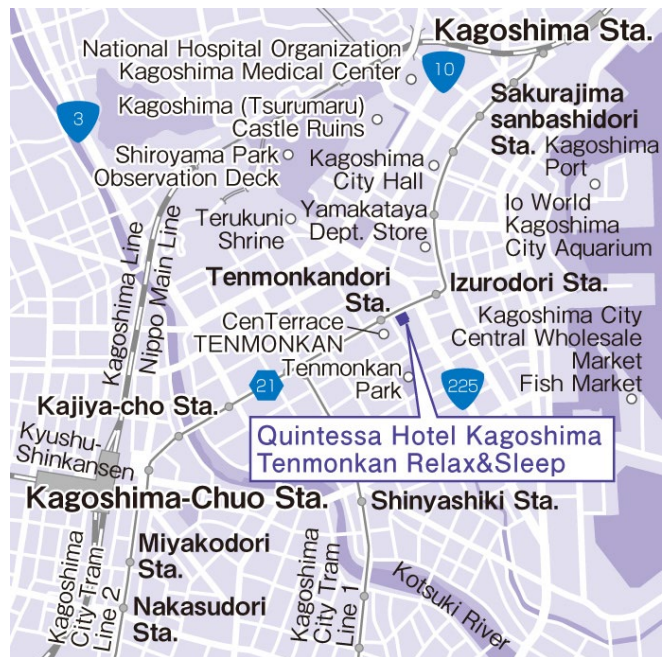 Kagoshima Sta.
National Hospital Organization
Kagoshima Medical Center
10
3
Kagoshima (Tsurumaru)
Castle Ruins
Sakurajima
sanbashidori
Sta.
Kagoshima
Port
Shiroyama Park
Observation Deck
Kagoshima
City Hall
Io World
Kagoshima
City Aquarium
Terukuni
Shrine
Yamakataya
Dept. Store
Kagoshima Line
Nippo Main Line
Tenmonkandori
Sta.
Izurodori Sta.
CenTerrace
TENMONKAN
Kagoshima City
Central Wholesale
Market
Fish Market
Tenmonkan
Park
21
225
Kajiya-cho Sta.
Quintessa Hotel Kagoshima
Tenmonkan Relax&Sleep
Kyushu-
Shinkansen
Kagoshima-Chuo Sta.
Shinyashiki Sta.
Miyakodori
Sta.
Kagoshima
City Tram
Line 2
Kagoshima
City Tram
Line 1
Kotsuki River
Nakasudori
Sta.